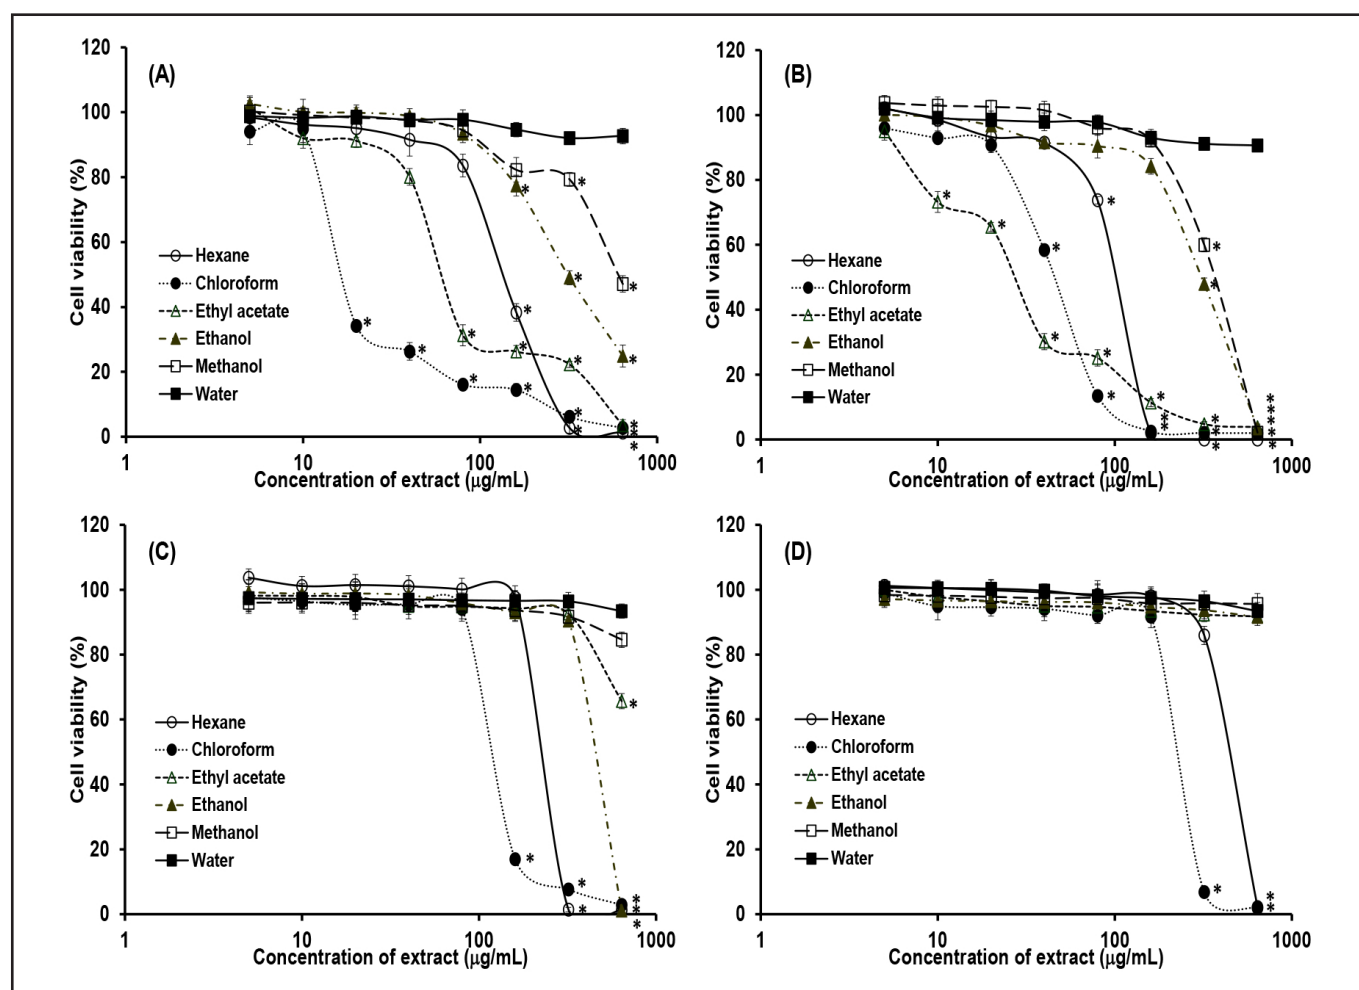 120
(A)
100
80
60
40
20
0
Cell viability (%)
Hexane
Chloroform
Ethyl acetate
Ethanol
Methanol
Water
* * * * * * * * * * * * * * * * * * *
1 10 100 1000
Concentration of extract (µg/mL)
120
(B)
100
80
60
40
20
0
Cell viability (%)
Hexane
Chloroform
Ethyl acetate
Ethanol
Methanol
Water
1 10 100 1000
Concentration of extract (µg/mL)
120
(C)
100
80
60
40
20
0
Cell viability (%)
Hexane
Chloroform
Ethyl acetate
Ethanol
Methanol
Water
* * * * * * *
1 10 100 1000
Concentration of extract (µg/mL)
120
(D)
100
80
60
40
20
0
Cell viability (%)
Hexane
Chloroform
Ethyl acetate
Ethanol
Methanol
Water
* * *
1 10 100 1000
Concentration of extract (µg/mL)